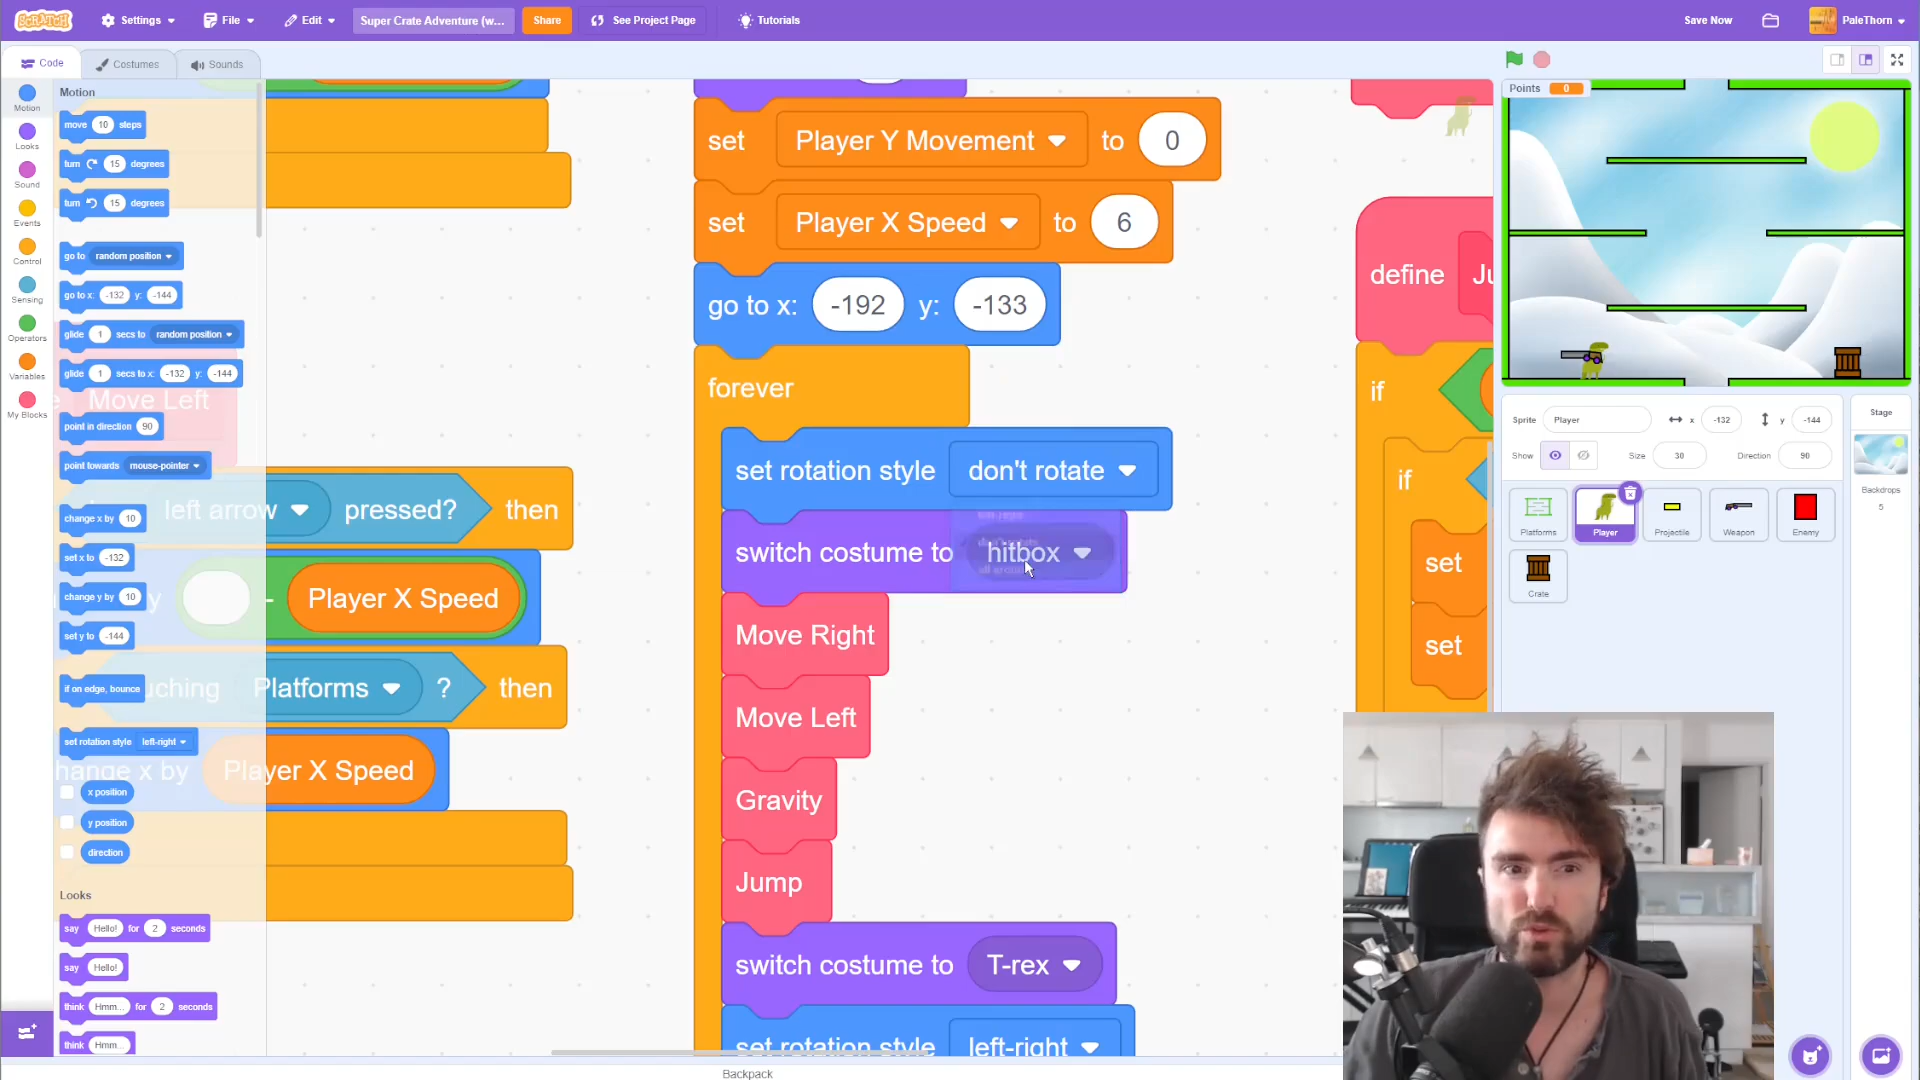 SCRATCH
Settings
File
Edit
Super Crate Adventure (w...
Share
See Project Page
Tutorials
Save Now
PaleThorn
Code
Costumes
Sounds
Motion
Looks
Sound
Events
Control
Sensing
Operators
Variables
My Blocks
Motion
move 10 steps
turn 15 degrees
turn 15 degrees
go to random position
go to x: -132 y: -144
glide 1 secs to random position
glide 1 secs to x: -132 y: -144
point in direction 90
point towards mouse-pointer
change x by 10
set x to -132
change y by 10
set y to -144
if on edge, bounce
set rotation style left-right
x position
y position
direction
Looks
say Hello! for 2 seconds
say Hello!
think Hmm... for 2 seconds
think Hmm...
Move Left
left arrow pressed? then
- Player X Speed
Platforms ? then
change x by Player X Speed
set Player Y Movement to 0
set Player X Speed to 6
go to x: -192 y: -133
forever
set rotation style don't rotate
switch costume to hitbox
Move Right
Move Left
Gravity
Jump
switch costume to T-rex
set rotation style left-right
define
if
if
set
set
Points 0
Sprite Player x -132 y -144
Show Size 30 Direction 90
Platforms
Player
Projectile
Weapon
Enemy
Crate
Stage
Backdrops
5
Backpack